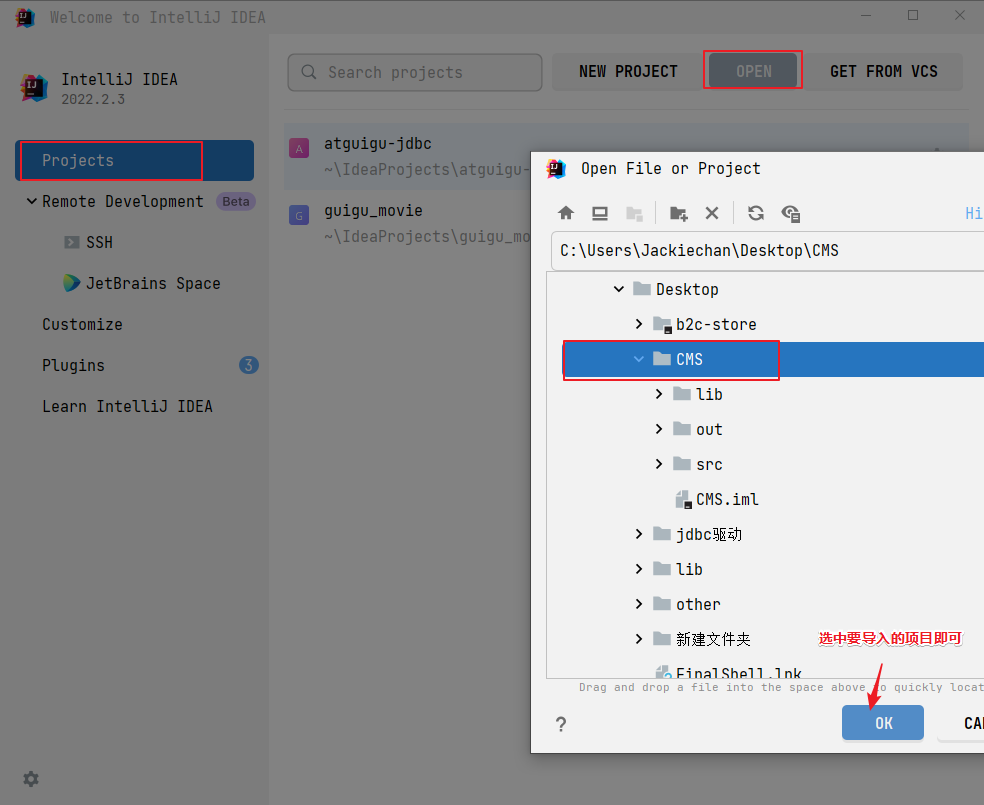 Welcome to IntelliJ IDEA
IntelliJ IDEA
2022.2.3
Search projects
NEW PROJECT
OPEN
GET FROM VCS
Projects
Remote Development
Beta
SSH
JetBrains Space
Customize
Plugins
3
Learn IntelliJ IDEA
A
atguigu-jdbc
~\IdeaProjects\atguigu-
G
guigu_movie
~\IdeaProjects\guigu_mo
Open File or Project
Hi
C:\Users\Jackiechan\Desktop\CMS
Desktop
b2c-store
CMS
lib
out
src
CMS.iml
jdbc驱动
lib
other
新建文件夹
选中要导入的项目即可
FinalShell.lnk
Drag and drop a file into the space above to quickly locat
?
OK
CA